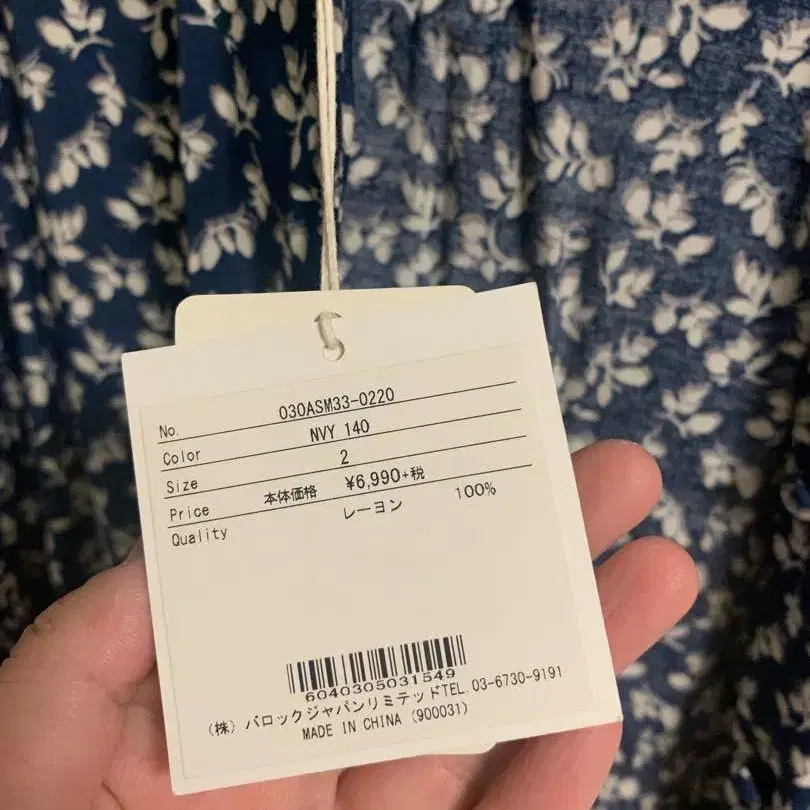 No. 030ASM33-0220
Color NVY 140
Size 2
Price 本体価格 ¥6,990+税
Quality レーヨン 100%
6040305031549
(株)バロックジャパンリミテッドTEL.03-6730-9191
MADE IN CHINA (900031)